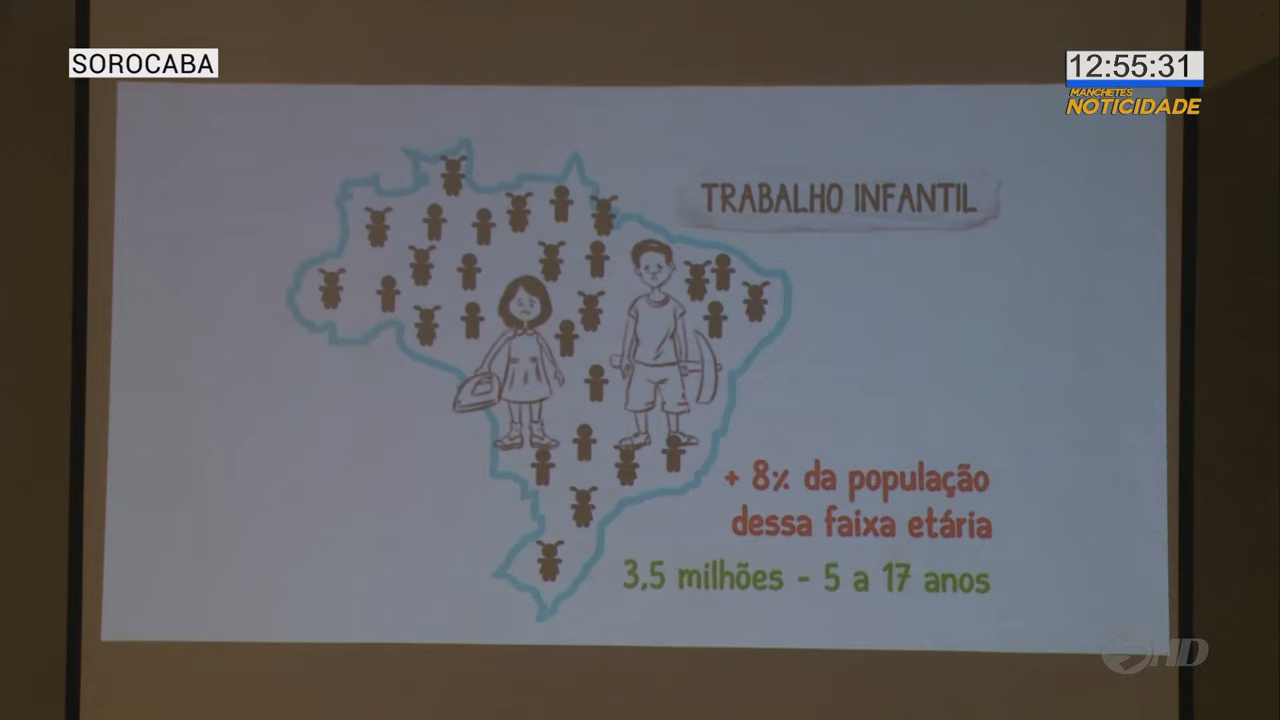 SOROCABA
12:55:31
MANCHETES
NOTICIDADE
TRABALHO INFANTIL
+ 8% da população
dessa faixa etária
3,5 milhões - 5 a 17 anos
HD